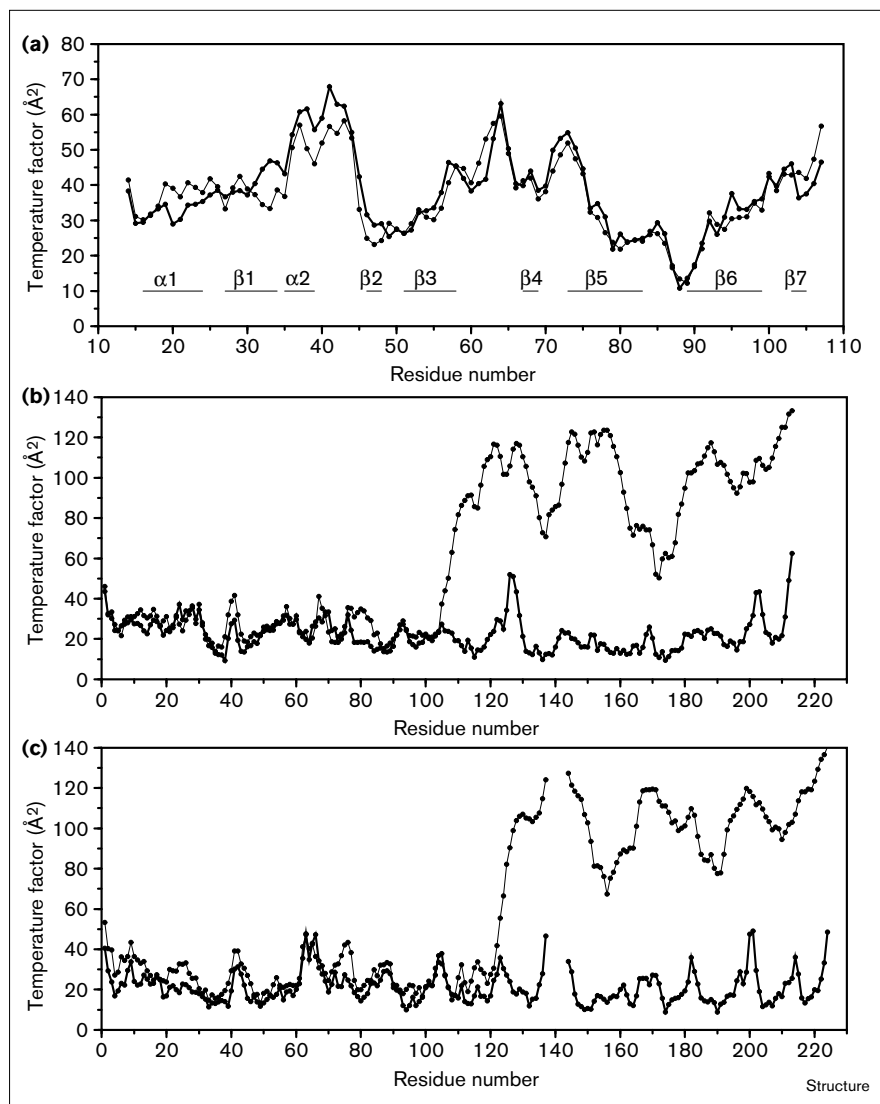 (a)
80
70
60
50
40
30
20
10
0
Temperature factor (Å²)
α1 β1 α2 β2 β3 β4 β5 β6 β7
10 20 30 40 50 60 70 80 90 100 110
Residue number
(b)
140
120
100
80
60
40
20
0
Temperature factor (Å²)
0 20 40 60 80 100 120 140 160 180 200 220
Residue number
(c)
140
120
100
80
60
40
20
0
Temperature factor (Å²)
0 20 40 60 80 100 120 140 160 180 200 220
Residue number
Structure